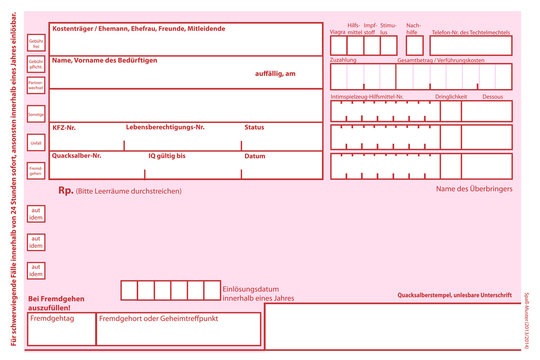 Für schwerwiegende Fälle innerhalb von 24 Stunden sofort, ansonsten innerhalb eines Jahres einlösbar.
Gebühr frei
Gebühr pflicht.
Partner wechsel
Sonstige
Unfall
Fremd- gehen
aut idem
aut idem
aut idem
Kostenträger / Ehemann, Ehefrau, Freunde, Mitleidende
Name, Vorname des Bedürftigen
auffällig, am
KFZ-Nr. Lebensberechtigungs-Nr. Status
Quacksalber-Nr. IQ gültig bis Datum
Viagra
Hilfs- mittel
Impf- stoff
Stimu- lus
Nach- hilfe
Telefon-Nr. des Techtelmechtels
Zuzahlung Gesamtbetrag / Verführungskosten
Intimspielzeug-Hilfsmittel-Nr. Dringlichkeit Dessous
Rp. (Bitte Leerräume durchstreichen)
Name des Überbringers
Einlösungsdatum
innerhalb eines Jahres
Bei Fremdgehen
auszufüllen!
Fremdgehtag Fremdgehort oder Geheimtreffpunkt
Quacksalberstempel, unlesbare Unterschrift
Spaß-Muster (2013/2014)